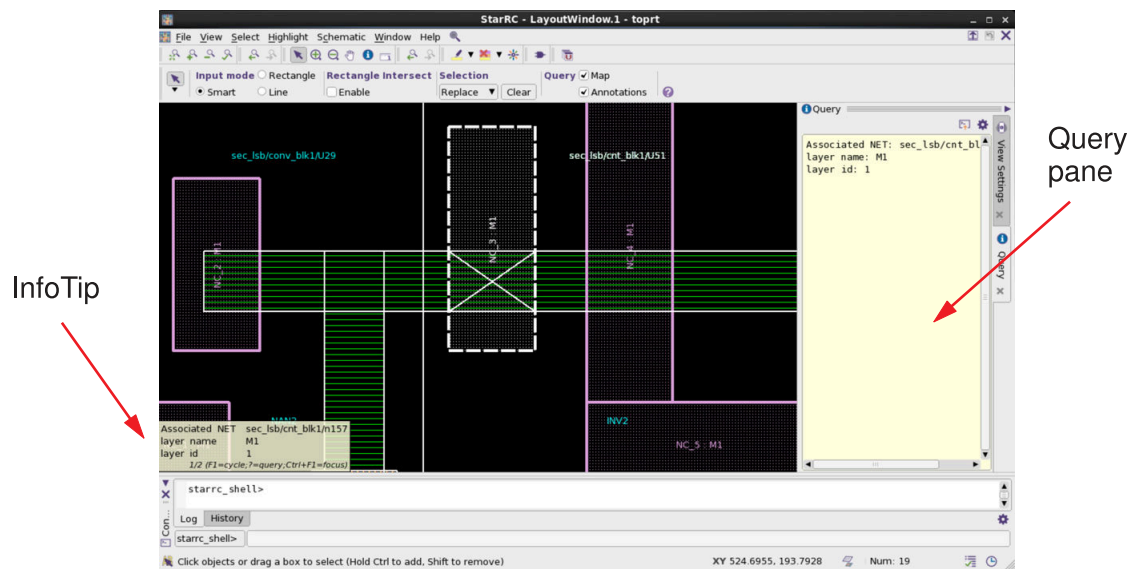 StarRC - LayoutWindow.1 - toprt
File View Select Highlight Schematic Window Help
Input mode Rectangle Rectangle Intersect Selection Query Map
Smart Line Enable Replace Clear Annotations
Query
Query
pane
InfoTip
Associated NET: sec_lsb/cnt_bl
layer name: M1
layer id: 1
View Settings
Query
sec_lsb/conv_blk1/U29
sec_lsb/cnt_blk1/U51
NC_2 : M1
NC_3 : M1
NC_4 : M1
NAN2
INV2
NC_5 : M1
Associated NET sec_lsb/cnt_blk1/n157
layer name M1
layer id 1
1/2 (F1=cycle;?=query;Ctrl+F1=focus)
starrc_shell>
Con...
Log History
starrc_shell>
Click objects or drag a box to select (Hold Ctrl to add, Shift to remove) XY 524.6955, 193.7928 Num: 19